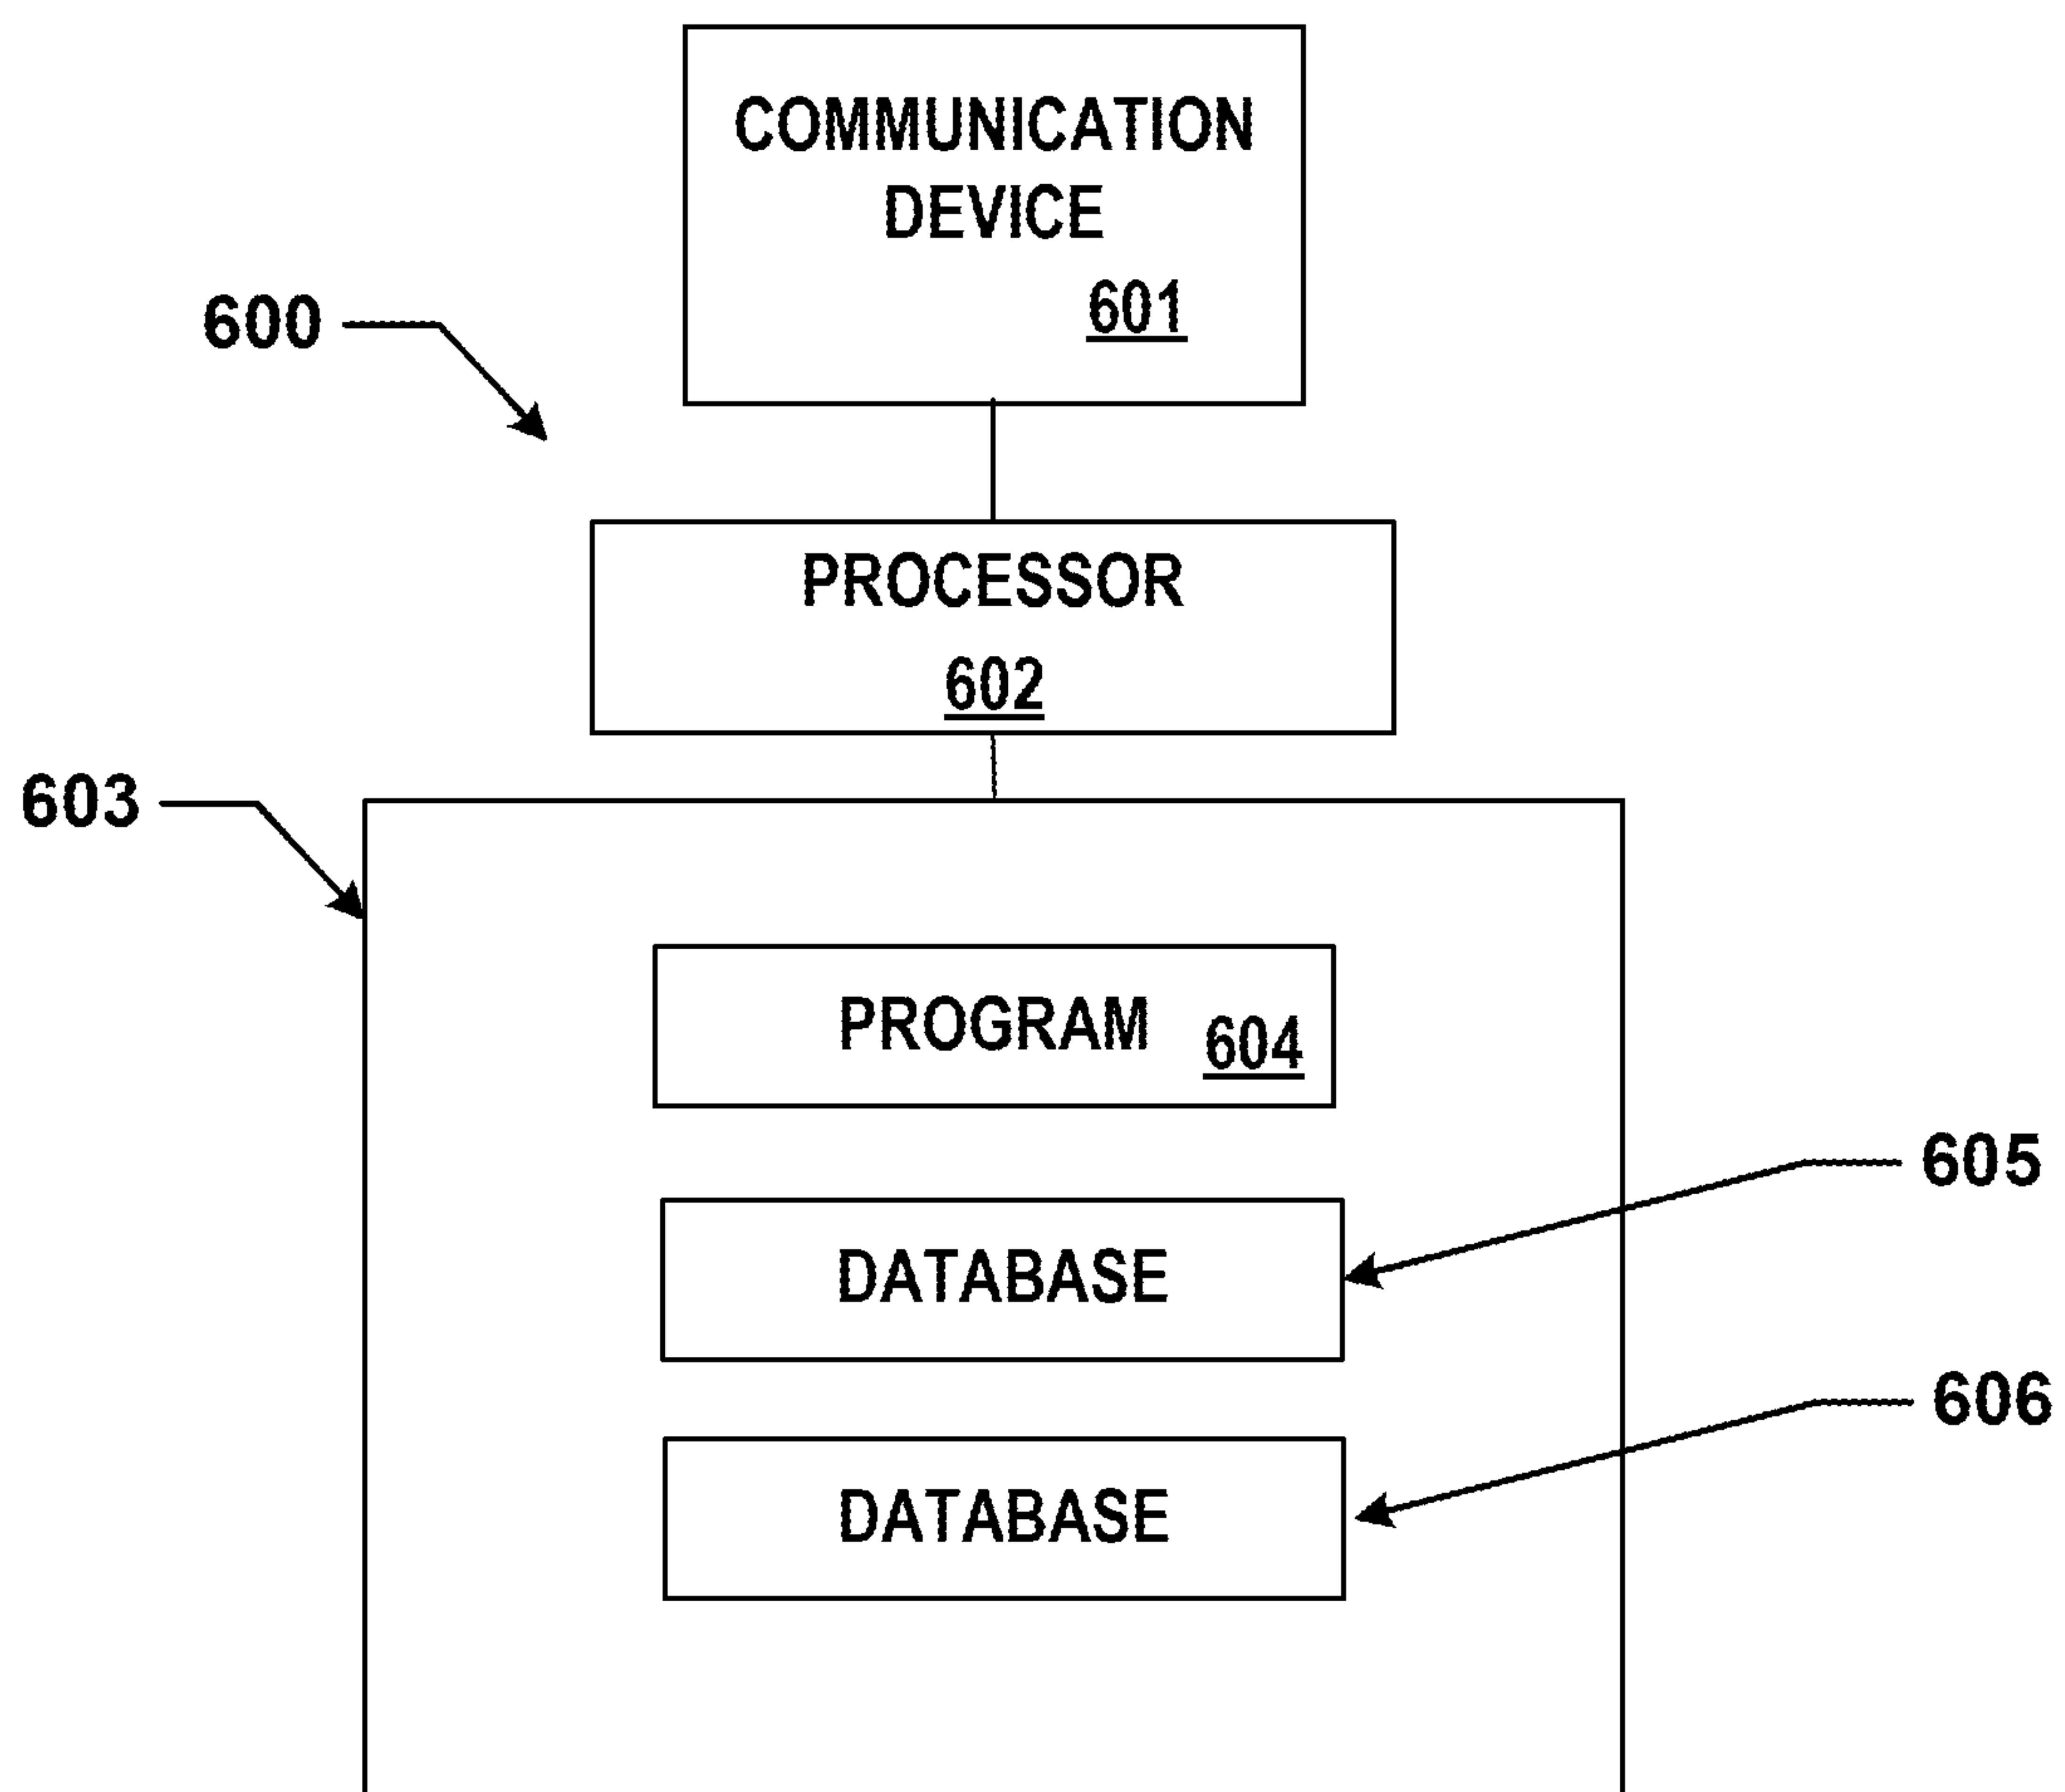 COMMUNICATION
DEVICE
601
600
PROCESSOR
602
603
PROGRAM 604
605
DATABASE
606
DATABASE